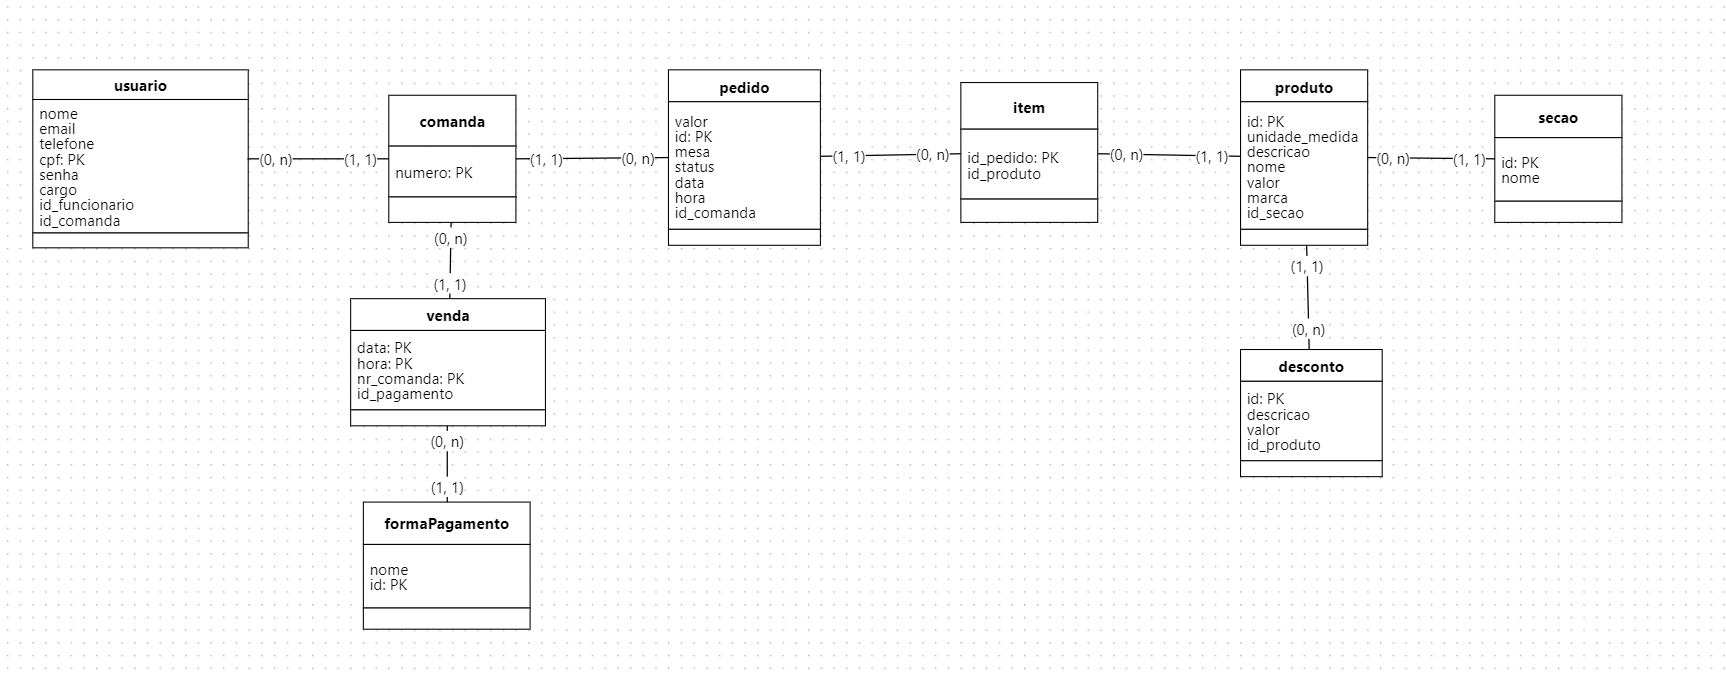 usuario
nome
email
telefone
cpf: PK
senha
cargo
id_funcionario
id_comanda
(0, n)
(1, 1)
comanda
numero: PK
(1, 1)
(0, n)
pedido
valor
id: PK
mesa
status
data
hora
id_comanda
(1, 1)
(0, n)
item
id_pedido: PK
id_produto
(0, n)
(1, 1)
produto
id: PK
unidade_medida
descricao
nome
valor
marca
id_secao
(0, n)
(1, 1)
secao
id: PK
nome
(0, n)
(1, 1)
venda
data: PK
hora: PK
nr_comanda: PK
id_pagamento
(0, n)
(1, 1)
formaPagamento
nome
id: PK
(1, 1)
(0, n)
desconto
id: PK
descricao
valor
id_produto